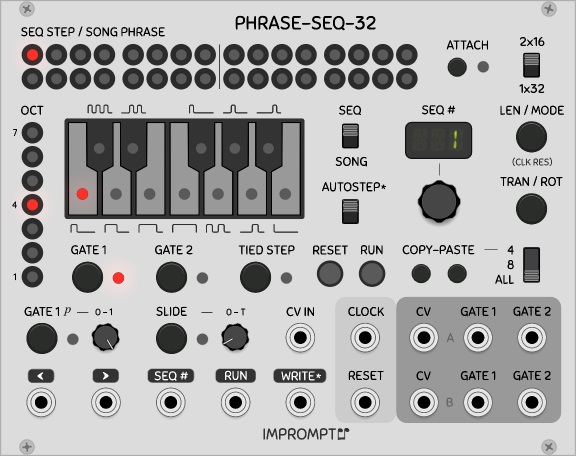 PHRASE-SEQ-32
SEQ STEP / SONG PHRASE
ATTACH
2x16
1x32
OCT
7
4
1
SEQ
SONG
AUTOSTEP*
SEQ #
1
LEN / MODE
(CLK RES)
TRAN / ROT
GATE 1
GATE 2
TIED STEP
RESET
RUN
COPY-PASTE
4
8
ALL
GATE 1 p — 0-1
SLIDE — 0-T
CV IN
CLOCK
CV
GATE 1
GATE 2
A
<
>
SEQ #
RUN
WRITE*
RESET
CV
GATE 1
GATE 2
B
IMPROMPT